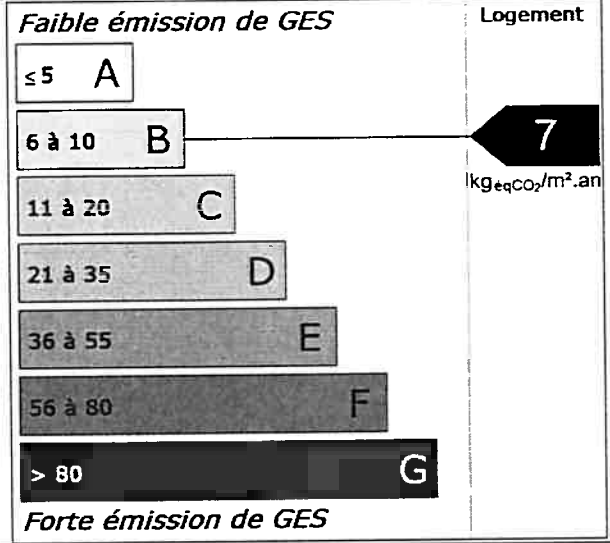 Faible émission de GES
Logement
≤ 5 A
6 à 10 B
7
kgéqCO₂/m².an
11 à 20 C
21 à 35 D
36 à 55 E
56 à 80 F
> 80 G
Forte émission de GES